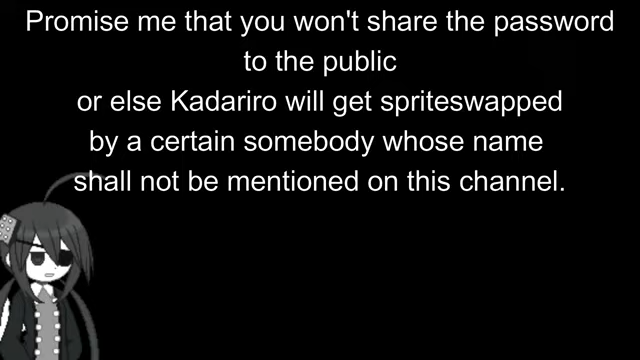 Promise me that you won't share the password
to the public
or else Kadariro will get spriteswapped
by a certain somebody whose name
shall not be mentioned on this channel.